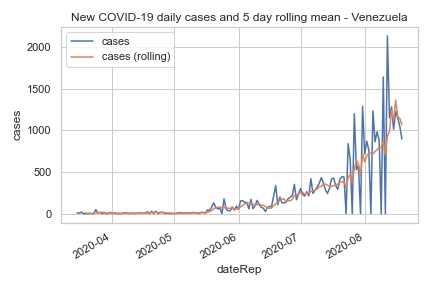 New COVID-19 daily cases and 5 day rolling mean - Venezuela
cases
cases (rolling)
2000
1500
1000
500
0
cases
2020-04
2020-05
2020-06
2020-07
2020-08
dateRep